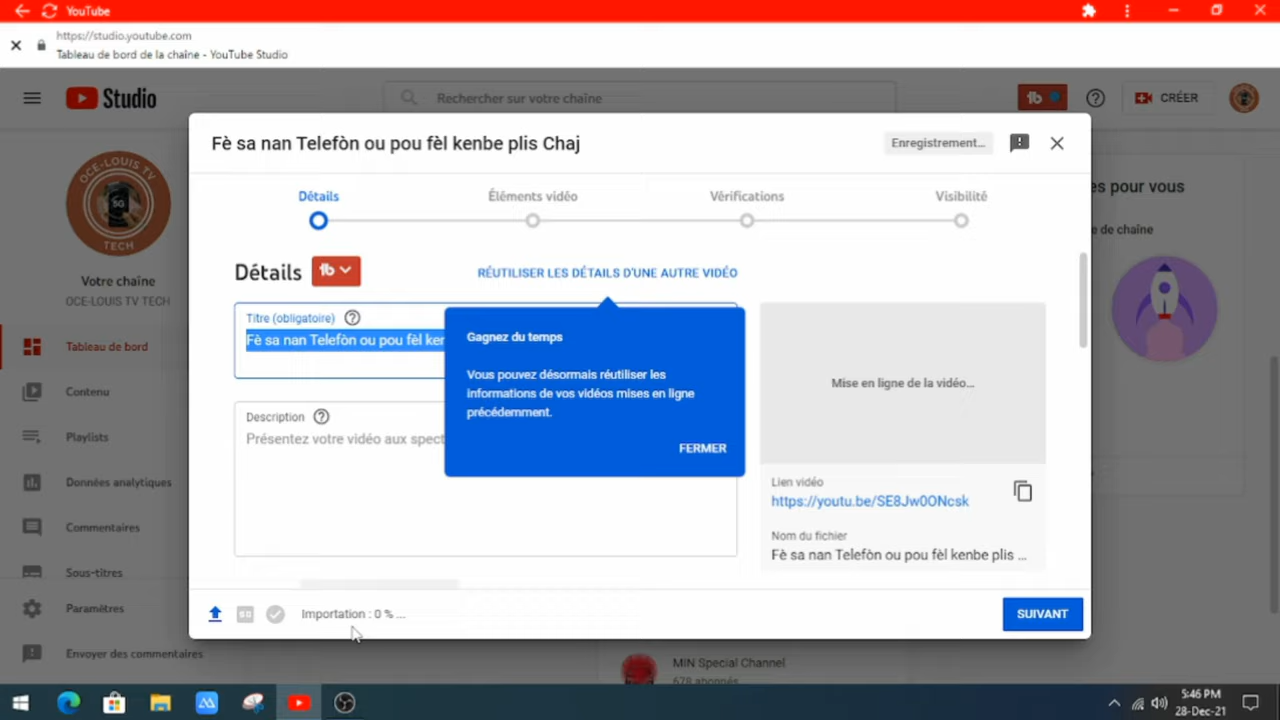 YouTube
https://studio.youtube.com
Tableau de bord de la chaîne - YouTube Studio
Studio
Rechercher sur votre chaîne
CRÉER
Fè sa nan Telefòn ou pou fèl kenbe plis Chaj
Enregistrement...
Détails
Éléments vidéo
Vérifications
Visibilité
Détails
RÉUTILISER LES DÉTAILS D'UNE AUTRE VIDÉO
Titre (obligatoire)
Fè sa nan Telefòn ou pou fèl ker
Description
Présentez votre vidéo aux spect
Gagnez du temps
Vous pouvez désormais réutiliser les
informations de vos vidéos mises en ligne
précédemment.
FERMER
Mise en ligne de la vidéo...
Lien vidéo
https://youtu.be/SE8Jw0ONcsk
Nom du fichier
Fè sa nan Telefòn ou pou fèl kenbe plis ...
Importation : 0 % ...
SUIVANT
OCE-LOUIS TV
5G
TECH
Votre chaîne
OCE-LOUIS TV TECH
Tableau de bord
Contenu
Playlists
Données analytiques
Commentaires
Sous-titres
Paramètres
Envoyer des commentaires
es pour vous
e de chaîne
MIN Special Channel
678 abonnés
5:46 PM
28-Dec-21